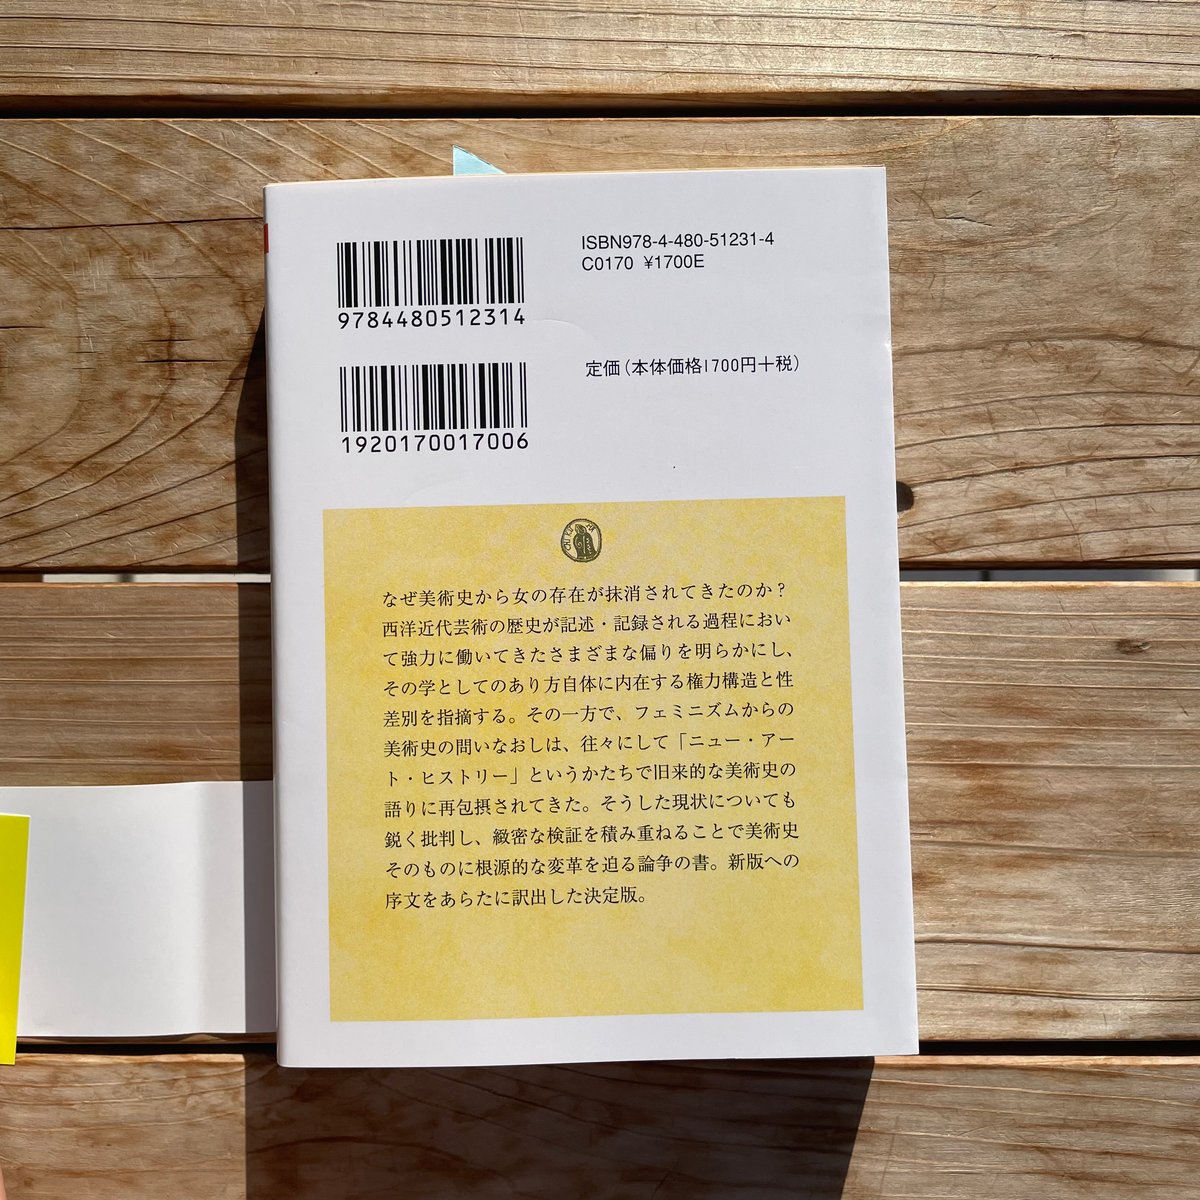 ISBN978-4-480-51231-4
C0170 ¥1700E
9784480512314
定価(本体価格1700円+税)
1920170017006
なぜ美術史から女の存在が抹消されてきたのか?
西洋近代芸術の歴史が記述・記録される過程におい
て強力に働いてきたさまざまな偏りを明らかにし、
その学としてのあり方自体に内在する権力構造と性
差別を指摘する。その一方で、フェミニズムからの
美術史の問いなおしは、往々にして「ニュー・アー
ト・ヒストリー」というかたちで旧来的な美術史の
語りに再包摂されてきた。そうした現状についても
鋭く批判し、緻密な検証を積み重ねることで美術史
そのものに根源的な変革を迫る論争の書。新版への
序文をあらたに訳出した決定版。